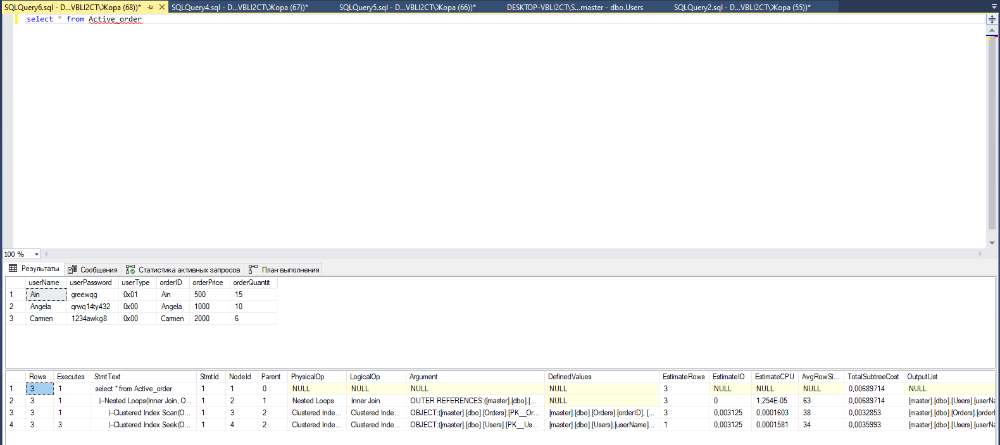 SQLQuery6.sql - D...VBLI2CT\Жора (68))* SQLQuery4.sql - D...VBLI2CT\Жора (67))* SQLQuery5.sql - D...VBLI2CT\Жора (66))* DESKTOP-VBLI2CT\S...master - dbo.Users SQLQuery2.sql - D...VBLI2CT\Жора (55))*
select * from Active_order
100 %
Результаты Сообщения Статистика активных запросов План выполнения
userName userPassword userType orderID orderPrice orderQuantit
1 Ain greewqg 0x01 Ain 500 15
2 Angela qrwq14ty432 0x00 Angela 1000 10
3 Carmen 1234awkg8 0x00 Carmen 2000 6
Rows Executes StmtText StmtId NodeId Parent PhysicalOp LogicalOp Argument DefinedValues EstimateRows EstimateIO EstimateCPU AvgRowSi... TotalSubtreeCost OutputList
1 3 1 select * from Active_order 1 1 0 NULL NULL NULL NULL 3 NULL NULL NULL 0,00689714 NULL
2 3 1 |--Nested Loops(Inner Join, O... 1 2 1 Nested Loops Inner Join OUTER REFERENCES:([master].[dbo].[... NULL 3 0 1,254E-05 63 0,00689714 [master].[dbo].[Users].[userNa
3 3 1 |--Clustered Index Scan(O... 1 3 2 Clustered Inde... Clustered Inde... OBJECT:([master].[dbo].[Orders].[PK__Or... [master].[dbo].[Orders].[orderID], [... 3 0,003125 0,0001603 38 0,0032853 [master].[dbo].[Orders].[orderI
4 3 3 |--Clustered Index Seek(O... 1 4 2 Clustered Inde... Clustered Inde... OBJECT:([master].[dbo].[Users].[PK__Us... [master].[dbo].[Users].[userName]... 1 0,003125 0,0001581 34 0,0035993 [master].[dbo].[Users].[userNa